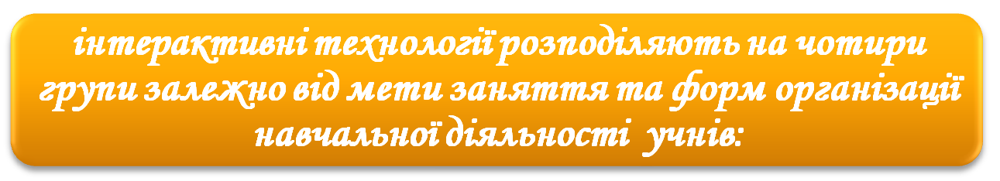 інтерактивні технології розподіляють на чотири
групи залежно від мети заняття та форм організації
навчальної діяльності учнів: